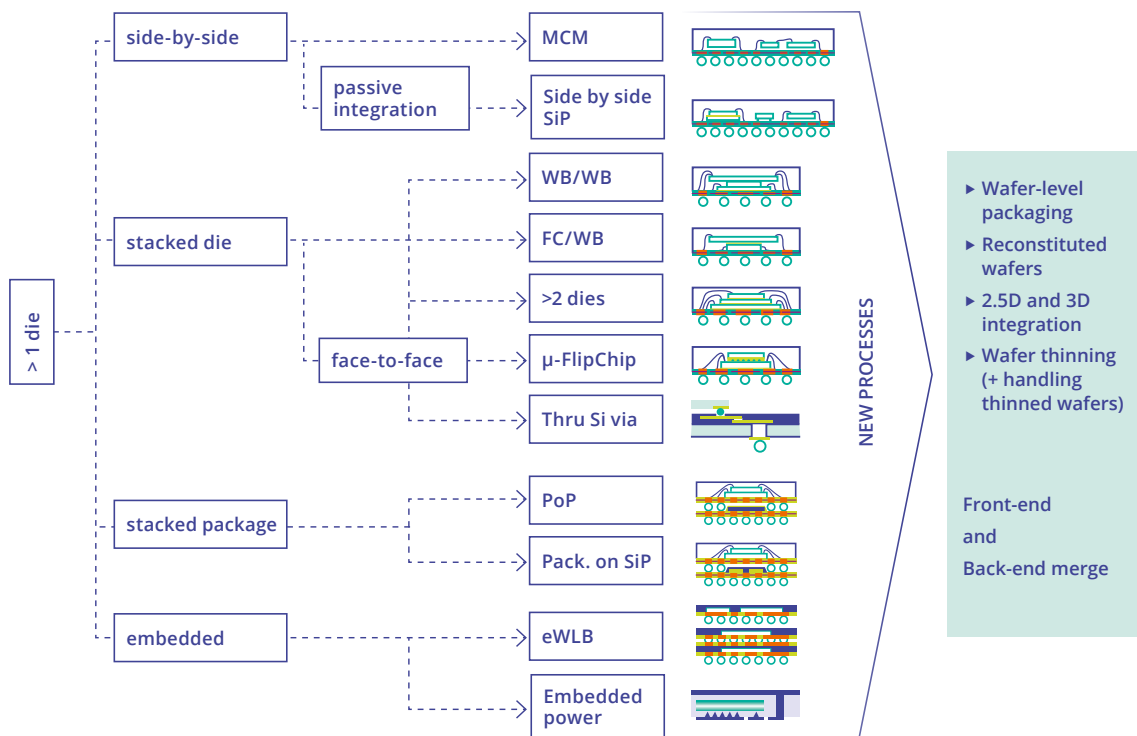 side-by-side
MCM
passive
integration
Side by side
SiP
WB/WB
stacked die
FC/WB
> 1 die
>2 dies
face-to-face
µ-FlipChip
Thru Si via
PoP
stacked package
Pack. on SiP
embedded
eWLB
Embedded
power
NEW PROCESSES
▸ Wafer-level
packaging
▸ Reconstituted
wafers
▸ 2.5D and 3D
integration
▸ Wafer thinning
(+ handling
thinned wafers)
Front-end
and
Back-end merge